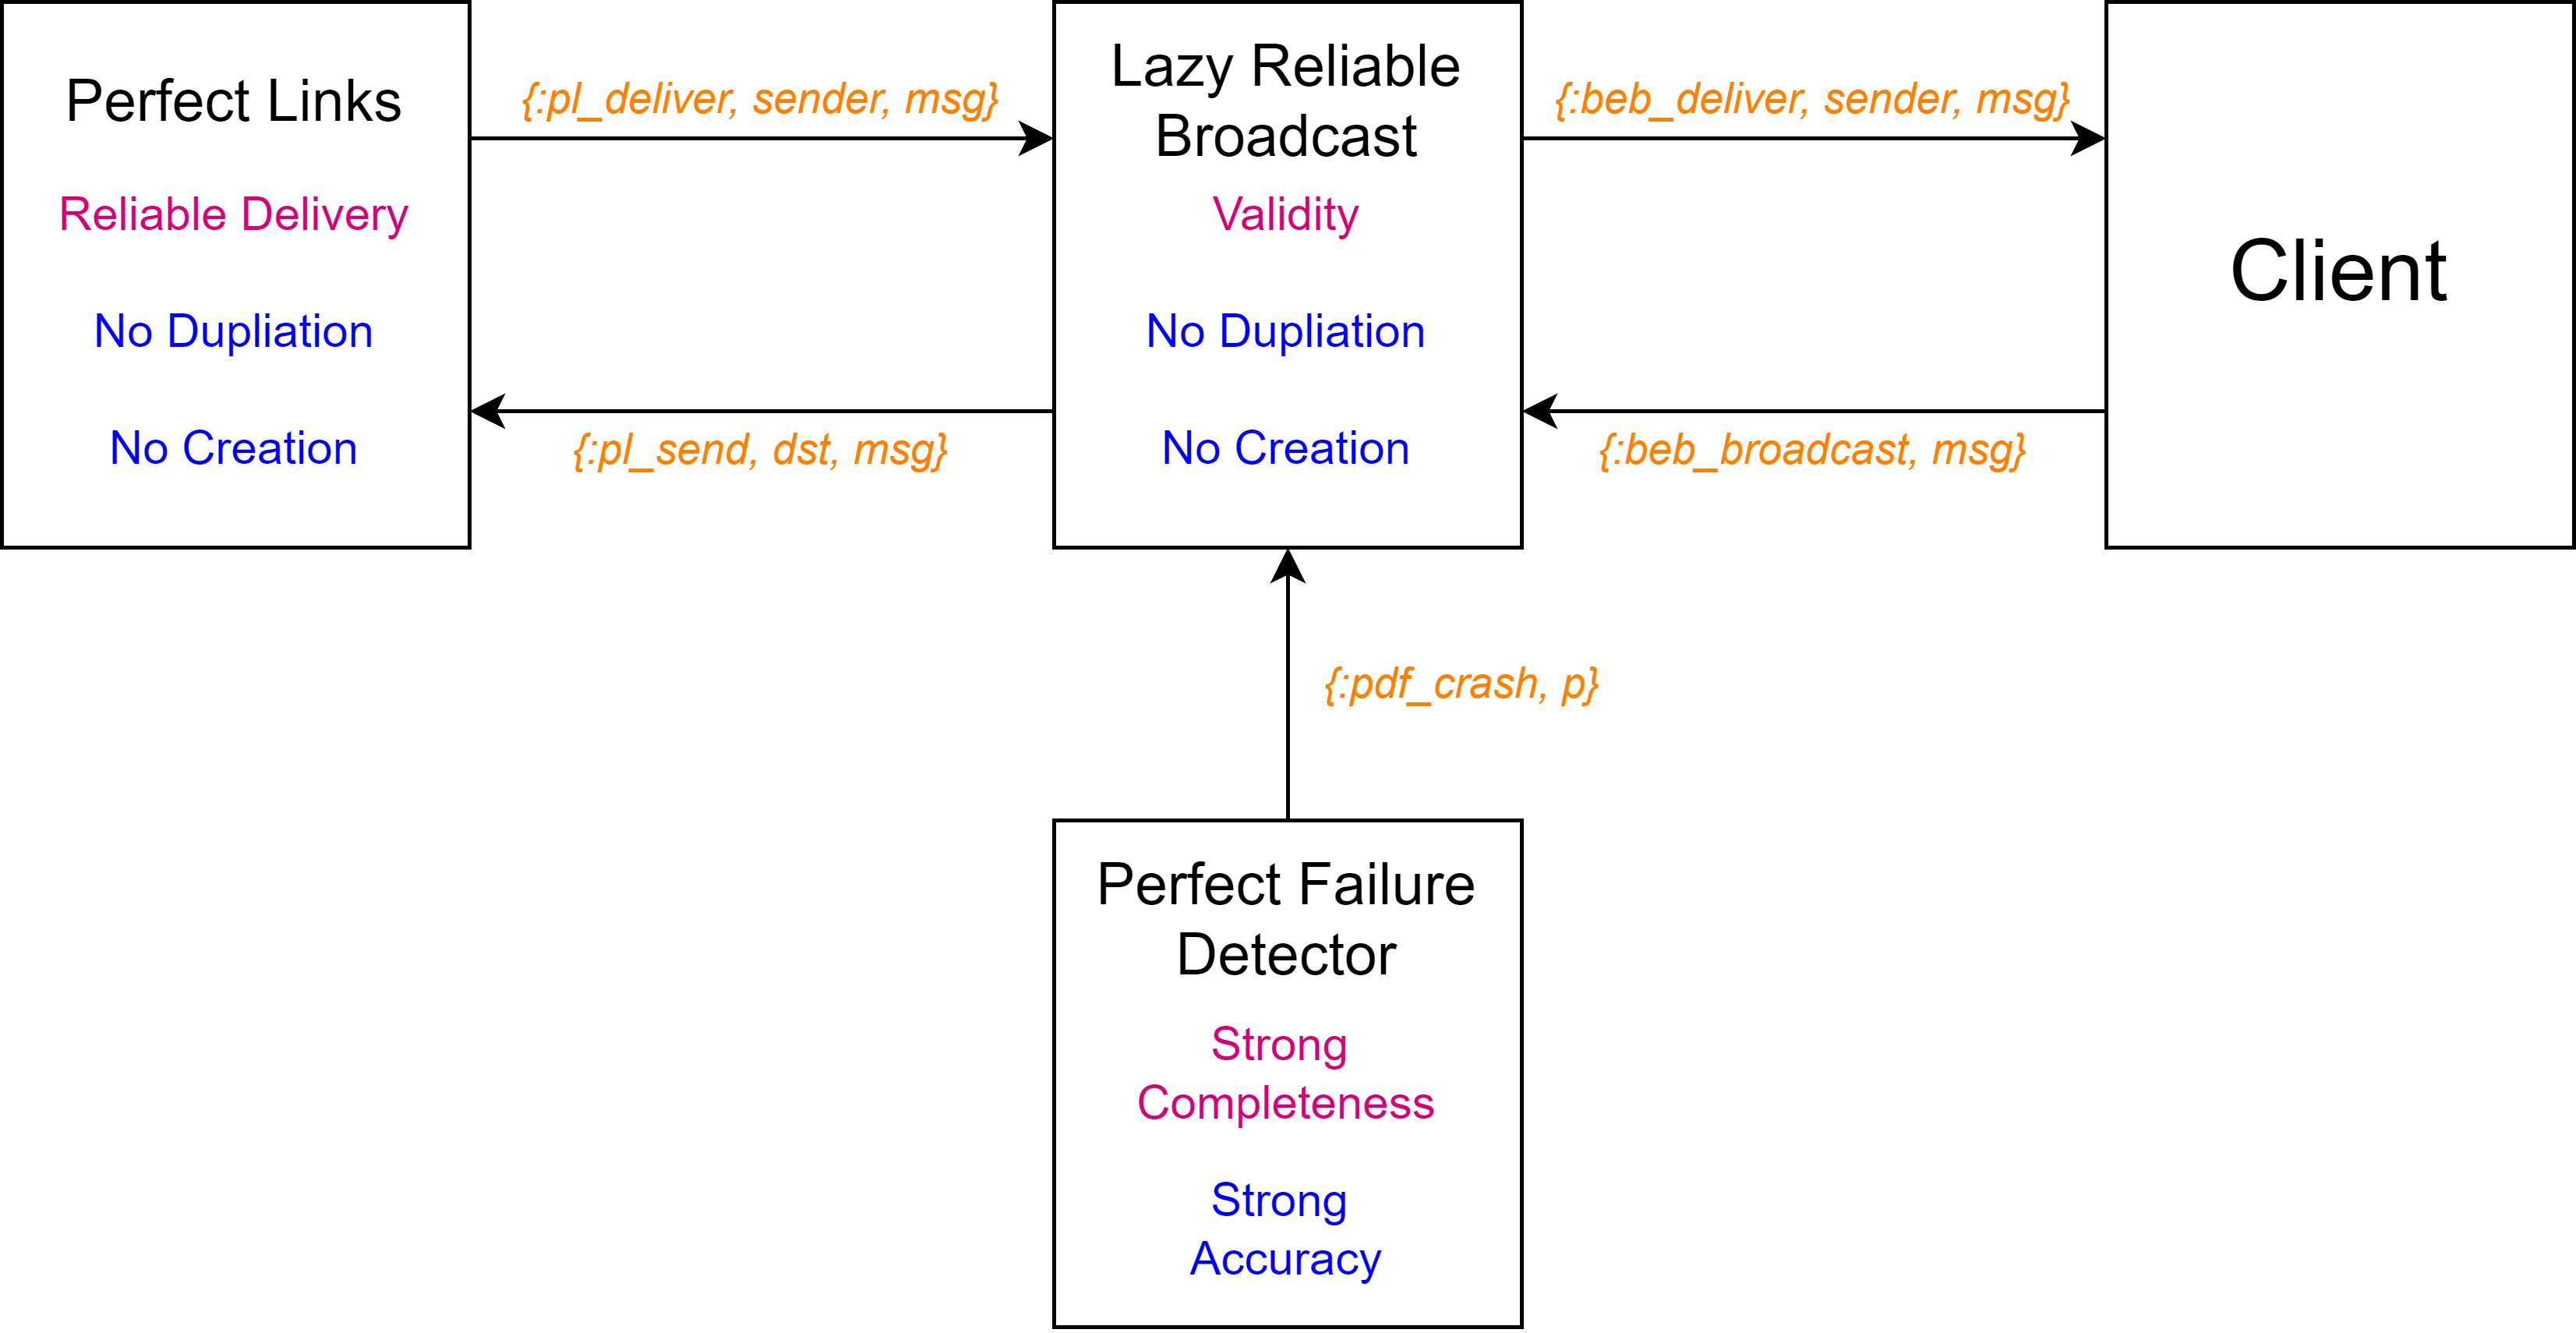 Perfect Links
Reliable Delivery
No Dupliation
No Creation
{:pl_deliver, sender, msg}
{:pl_send, dst, msg}
Lazy Reliable
Broadcast
Validity
No Dupliation
No Creation
{:beb_deliver, sender, msg}
{:beb_broadcast, msg}
Client
{:pdf_crash, p}
Perfect Failure
Detector
Strong
Completeness
Strong
Accuracy